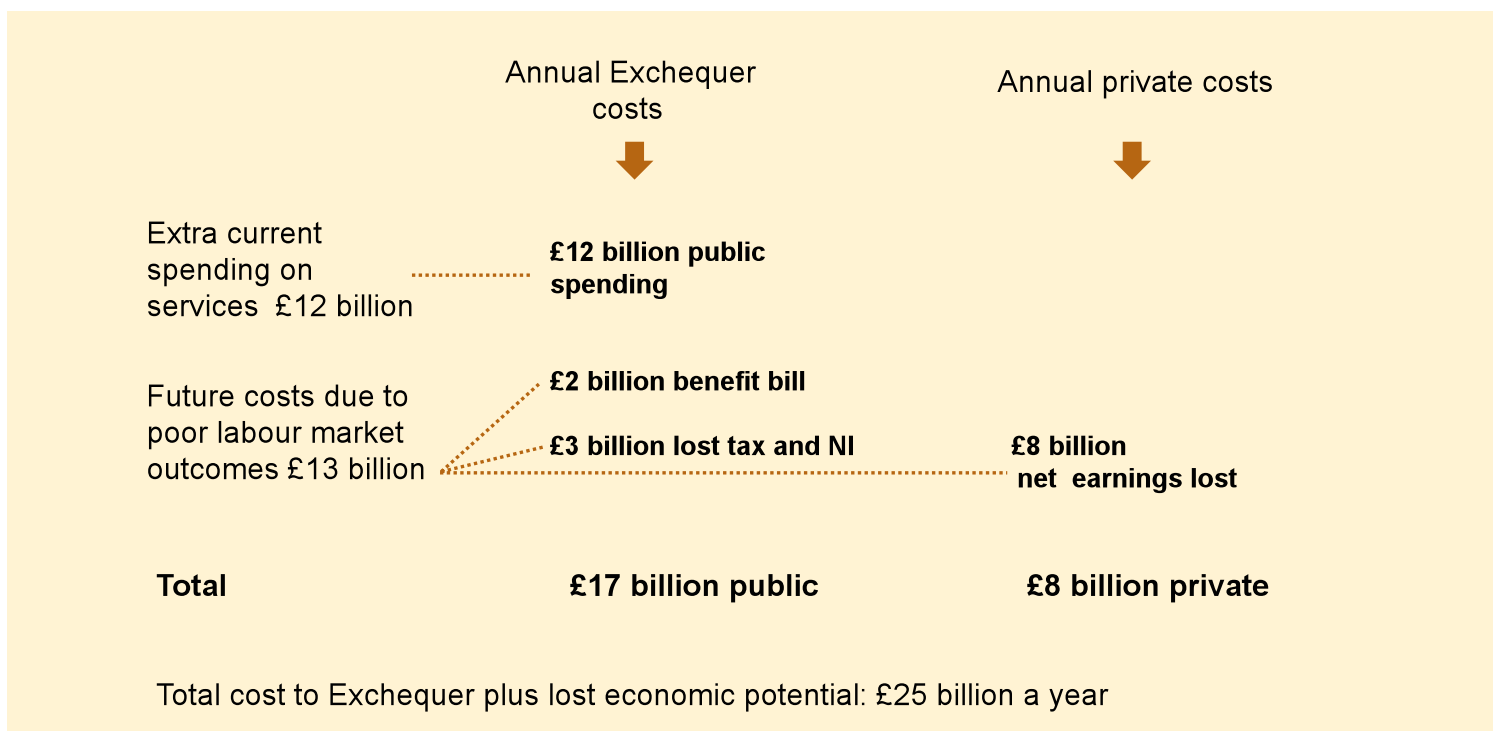 Annual Exchequer
costs
Annual private costs
Extra current
spending on
services  £12 billion
£12 billion public
spending
Future costs due to
poor labour market
outcomes £13 billion
£2 billion benefit bill
£3 billion lost tax and NI
£8 billion
net  earnings lost
Total
£17 billion public
£8 billion private
Total cost to Exchequer plus lost economic potential: £25 billion a year